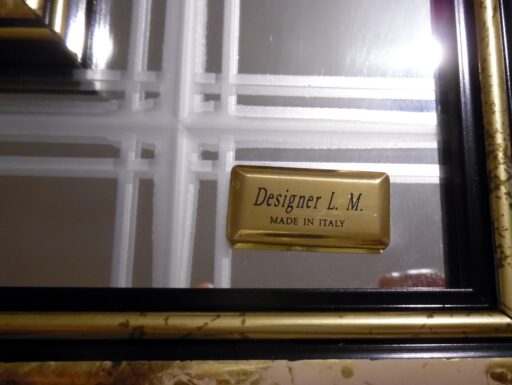 Designer L. M.
MADE IN ITALY